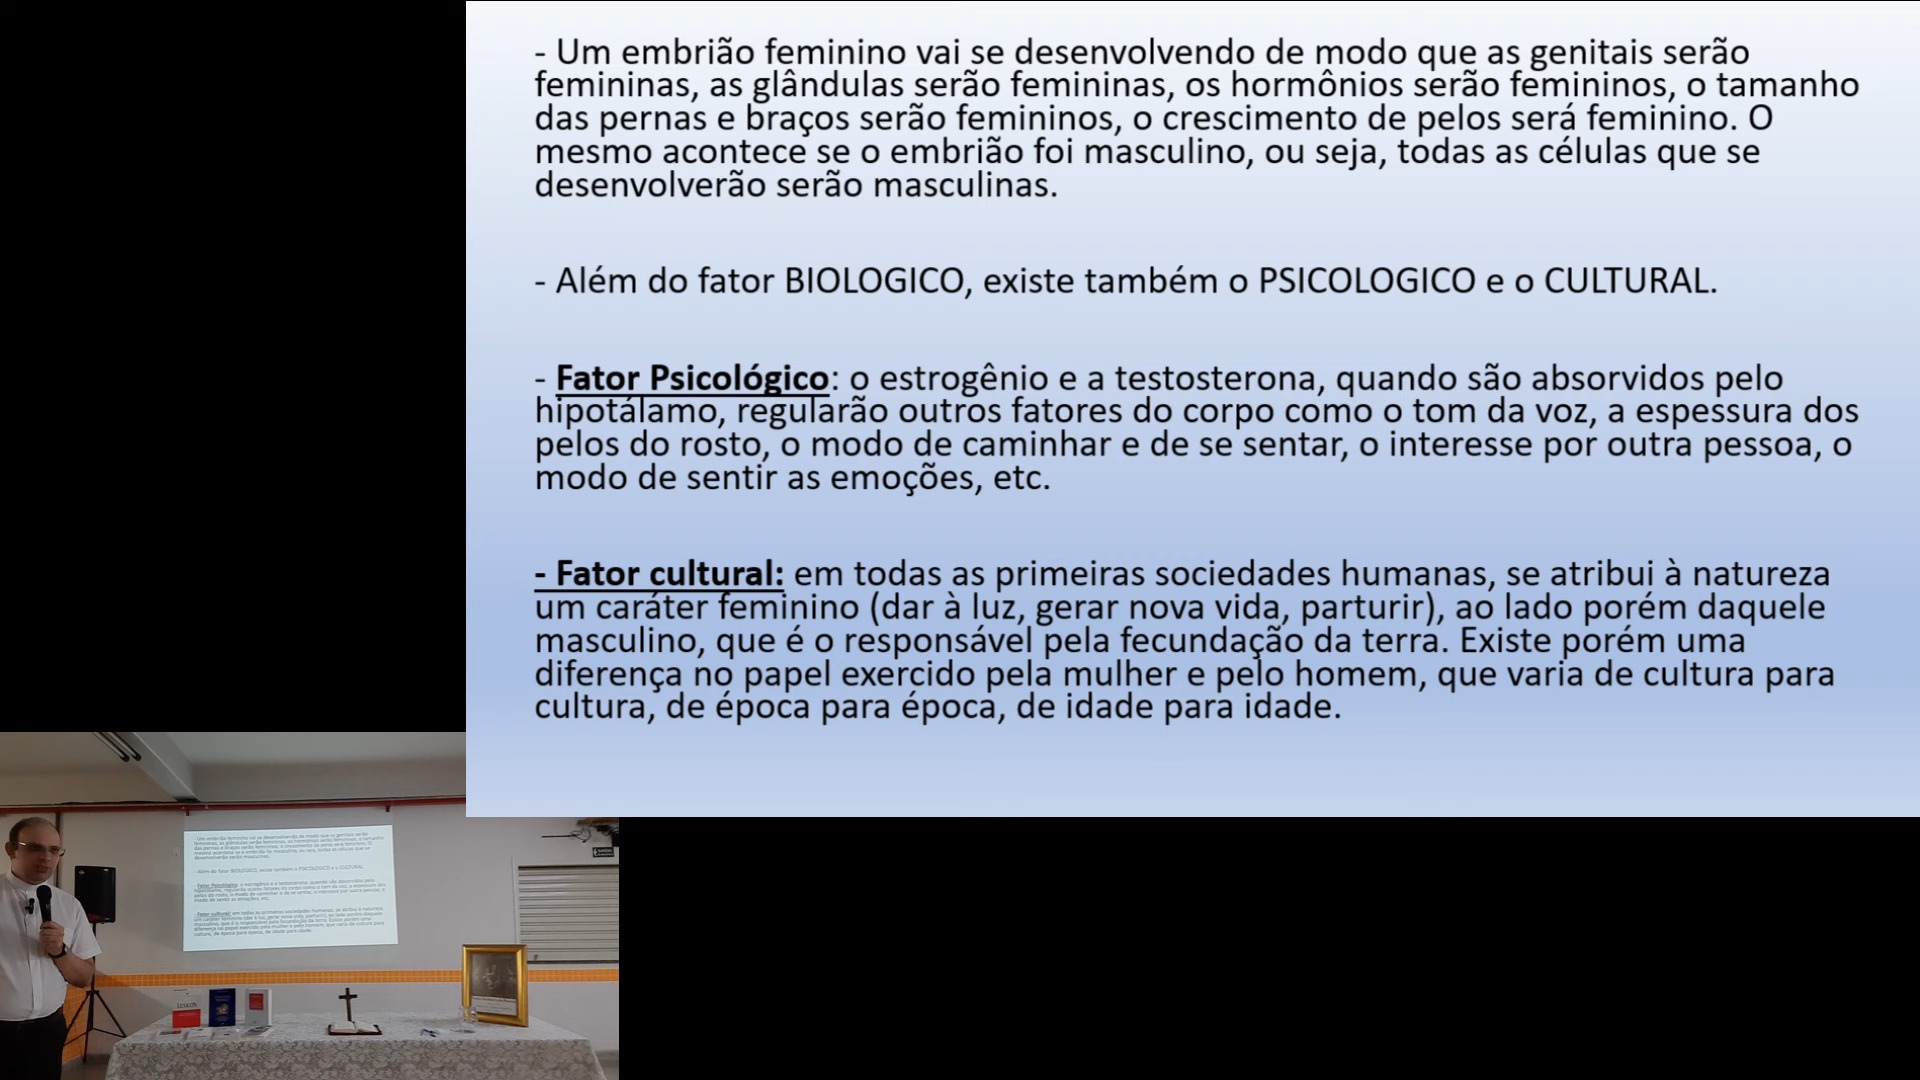 - Um embrião feminino vai se desenvolvendo de modo que as genitais serão
femininas, as glândulas serão femininas, os hormônios serão femininos, o tamanho
das pernas e braços serão femininos, o crescimento de pelos será feminino. O
mesmo acontece se o embrião foi masculino, ou seja, todas as células que se
desenvolverão serão masculinas.
- Além do fator BIOLOGICO, existe também o PSICOLOGICO e o CULTURAL.
- Fator Psicológico: o estrogênio e a testosterona, quando são absorvidos pelo
hipotálamo, regularão outros fatores do corpo como o tom da voz, a espessura dos
pelos do rosto, o modo de caminhar e de se sentar, o interesse por outra pessoa, o
modo de sentir as emoções, etc.
- Fator cultural: em todas as primeiras sociedades humanas, se atribui à natureza
um caráter feminino (dar à luz, gerar nova vida, parturir), ao lado porém daquele
masculino, que é o responsável pela fecundação da terra. Existe porém uma
diferença no papel exercido pela mulher e pelo homem, que varia de cultura para
cultura, de época para época, de idade para idade.
LEXICON